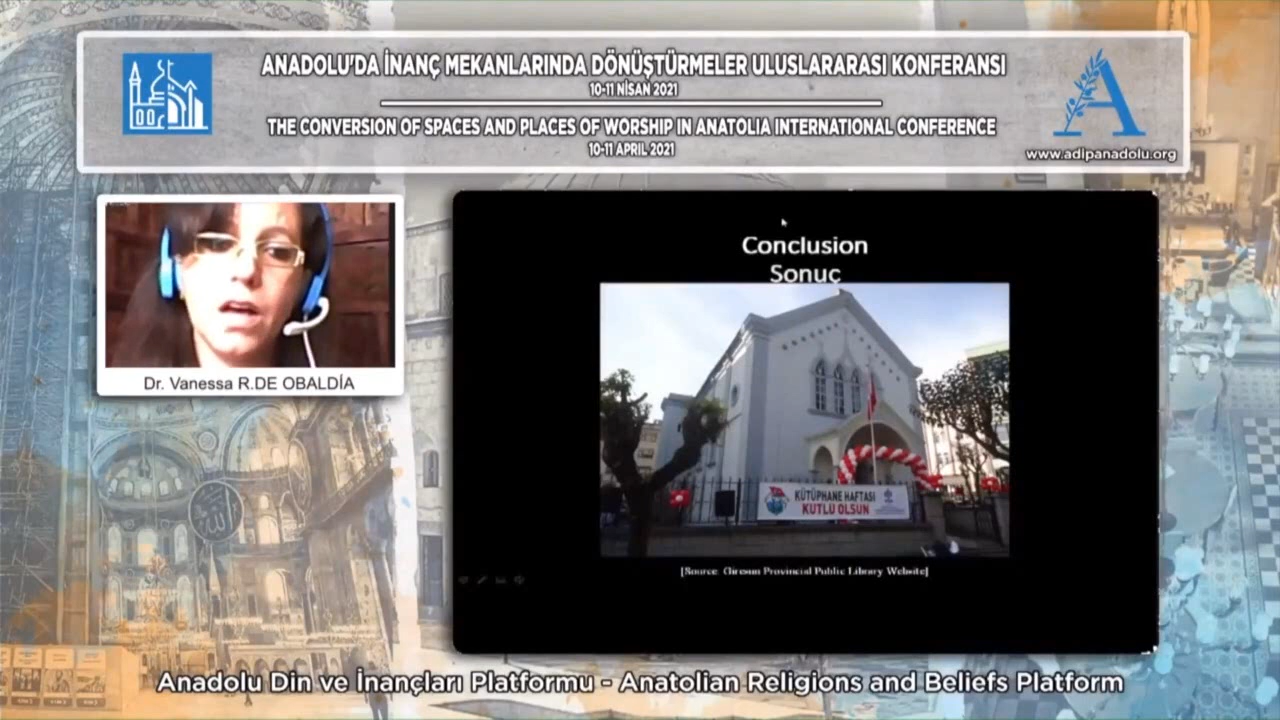 ANADOLU'DA İNANÇ MEKANLARINDA DÖNÜŞTÜRMELER ULUSLARARASI KONFERANSI
10-11 NİSAN 2021
THE CONVERSION OF SPACES AND PLACES OF WORSHIP IN ANATOLIA INTERNATIONAL CONFERENCE
10-11 APRIL 2021
www.adipanadolu.org
Conclusion
Sonuç
KÜTÜPHANE HAFTASI
KUTLU OLSUN
[Source: Giresun Provincial Public Library Website]
Dr. Vanessa R.DE OBALDÍA
Anadolu Din ve İnançları Platformu - Anatolian Religions and Beliefs Platform